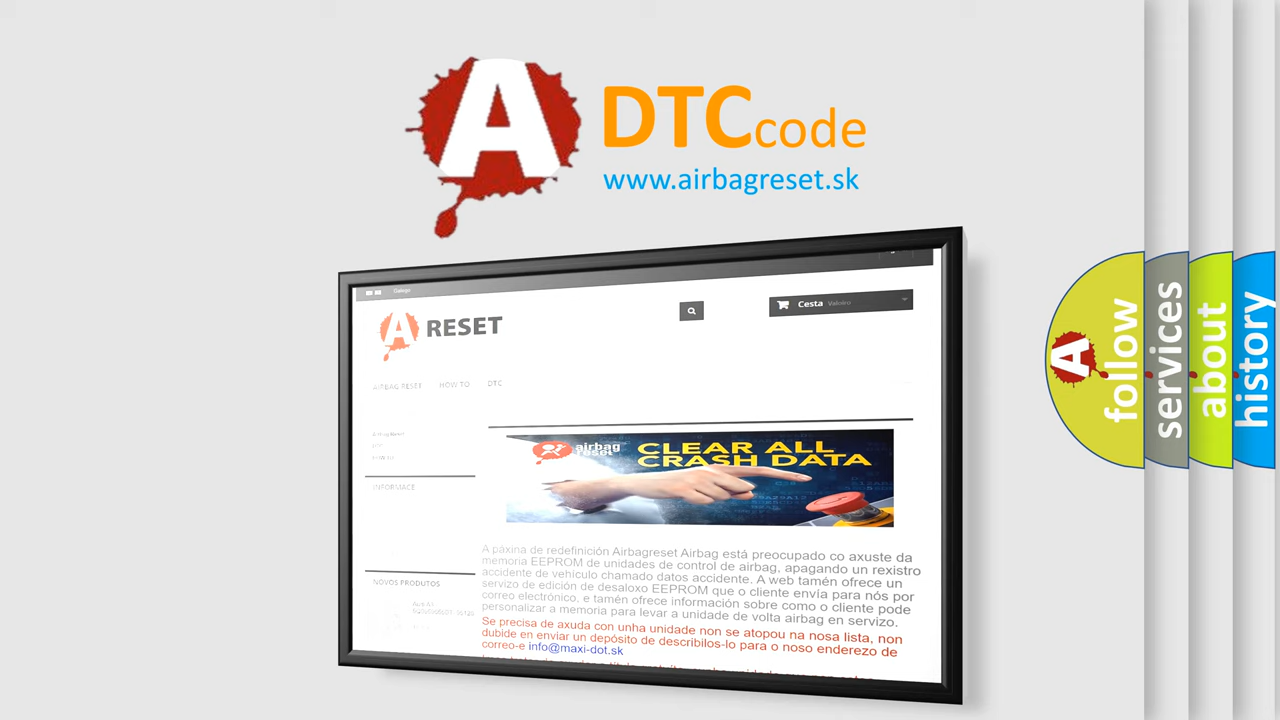 A DTCcode
www.airbagreset.sk
Galego
A RESET
Cesta Valeiro
AIRBAG RESET HOW TO DTC
INFORMACE
NOVOS PRODUTOS
airbag
reset
CLEAR ALL
CRASH DATA
A páxina de redefinición Airbagreset Airbag está preocupado co axuste da
memoria EEPROM de unidades de control de airbag, apagando un rexistro
accidente de vehículo chamado datos accidente. A web tamén ofrece un
servizo de edición de desaloxo EEPROM que o cliente envía para nós por
correo electrónico, e tamén ofrece información sobre como o cliente pode
personalizar a memoria para levar a unidade de volta airbag en servizo.
Se precisa de axuda con unha unidade non se atopou na nosa lista, non
dubide en enviar un depósito de describilos-lo para o noso enderezo de
correo-e info@maxi-dot.sk
A
follow
services
about
history